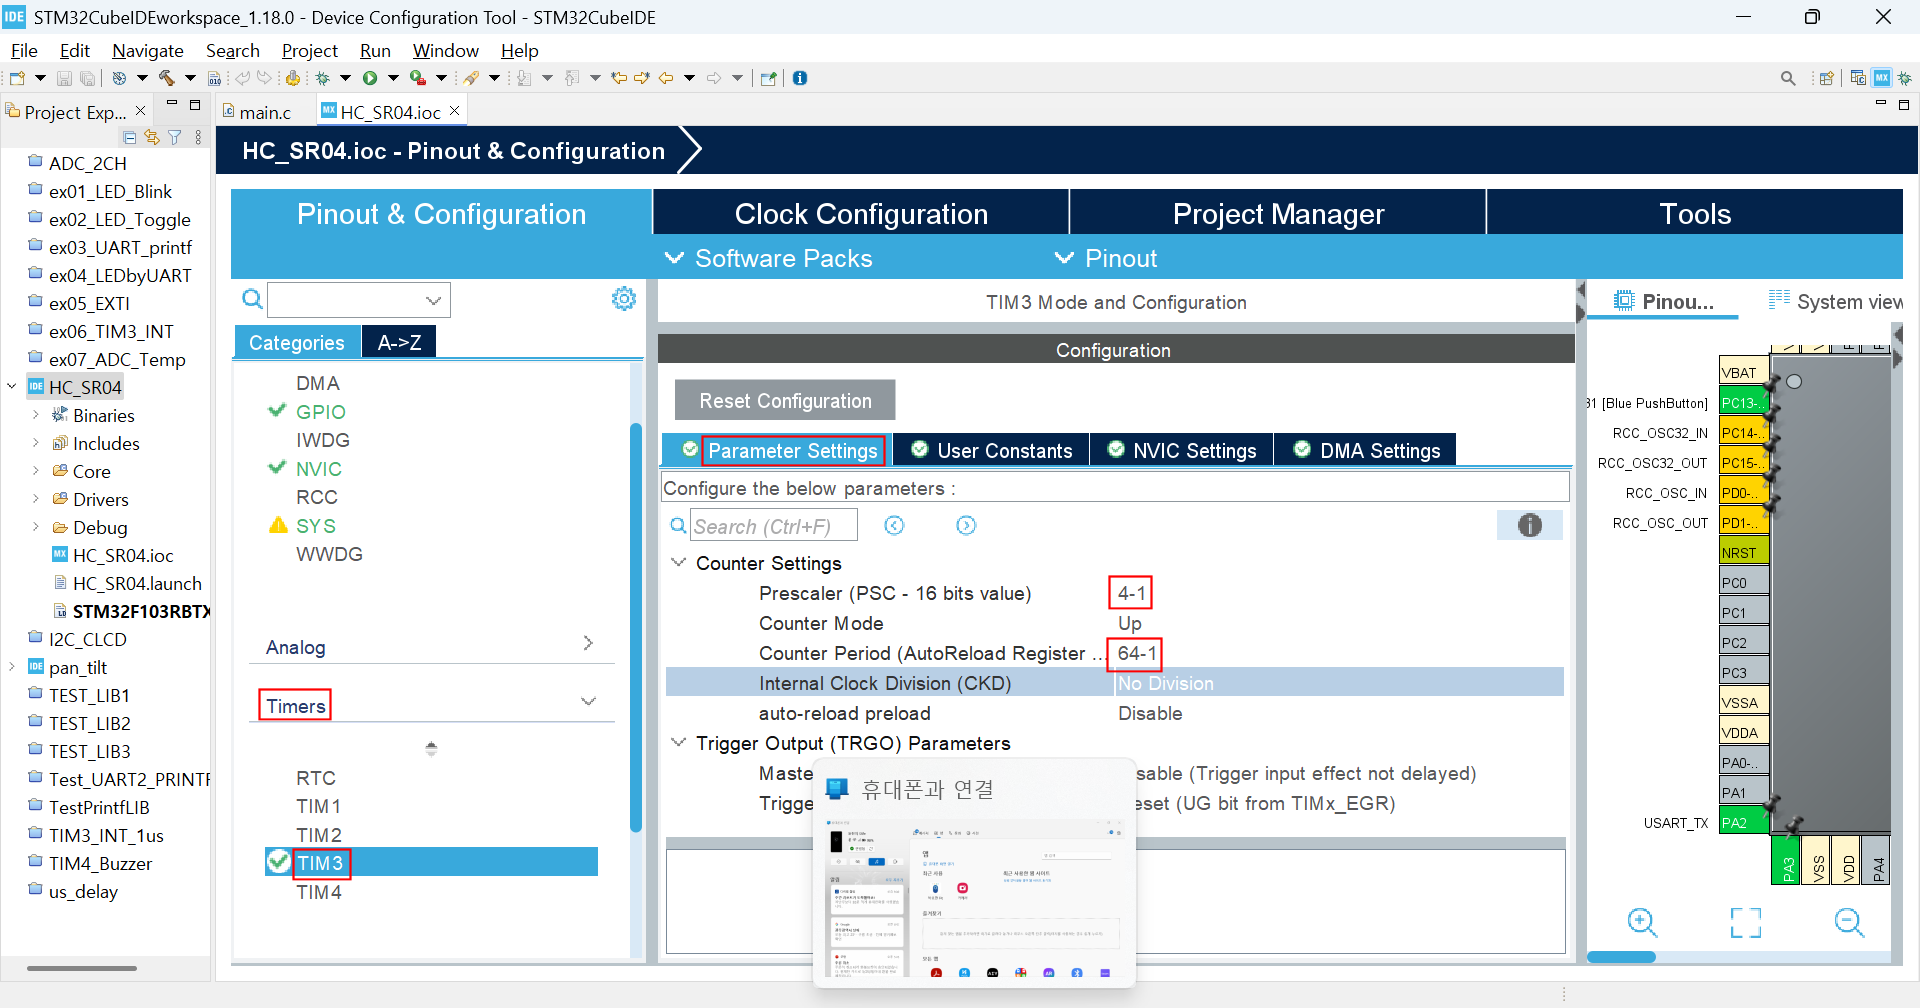 IDE STM32CubeIDEworkspace_1.18.0 - Device Configuration Tool - STM32CubeIDE
File Edit Navigate Search Project Run Window Help
Project Exp...
main.c
MX HC_SR04.ioc
ADC_2CH
ex01_LED_Blink
ex02_LED_Toggle
ex03_UART_printf
ex04_LEDbyUART
ex05_EXTI
ex06_TIM3_INT
ex07_ADC_Temp
IDE HC_SR04
Binaries
Includes
Core
Drivers
Debug
MX HC_SR04.ioc
HC_SR04.launch
STM32F103RBTX
I2C_CLCD
IDE pan_tilt
TEST_LIB1
TEST_LIB2
TEST_LIB3
Test_UART2_PRINTF
TestPrintfLIB
TIM3_INT_1us
TIM4_Buzzer
us_delay
HC_SR04.ioc - Pinout & Configuration
Pinout & Configuration
Clock Configuration
Project Manager
Tools
Software Packs
Pinout
Categories
A->Z
DMA
GPIO
IWDG
NVIC
RCC
SYS
WWDG
Analog
Timers
RTC
TIM1
TIM2
TIM3
TIM4
TIM3 Mode and Configuration
Configuration
Reset Configuration
Parameter Settings
User Constants
NVIC Settings
DMA Settings
Configure the below parameters :
Search (Ctrl+F)
Counter Settings
Prescaler (PSC - 16 bits value) 4-1
Counter Mode Up
Counter Period (AutoReload Register ... 64-1
Internal Clock Division (CKD) No Division
auto-reload preload Disable
Trigger Output (TRGO) Parameters
Maste sable (Trigger input effect not delayed)
Trigge eset (UG bit from TIMx_EGR)
휴대폰과 연결
Pinou...
System view
VBAT
31 [Blue PushButton] PC13-..
RCC_OSC32_IN PC14-..
RCC_OSC32_OUT PC15-..
RCC_OSC_IN PD0-..
RCC_OSC_OUT PD1-..
NRST
PC0
PC1
PC2
PC3
VSSA
VDDA
PA0-..
PA1
USART_TX PA2
PA3
VSS
VDD
PA4